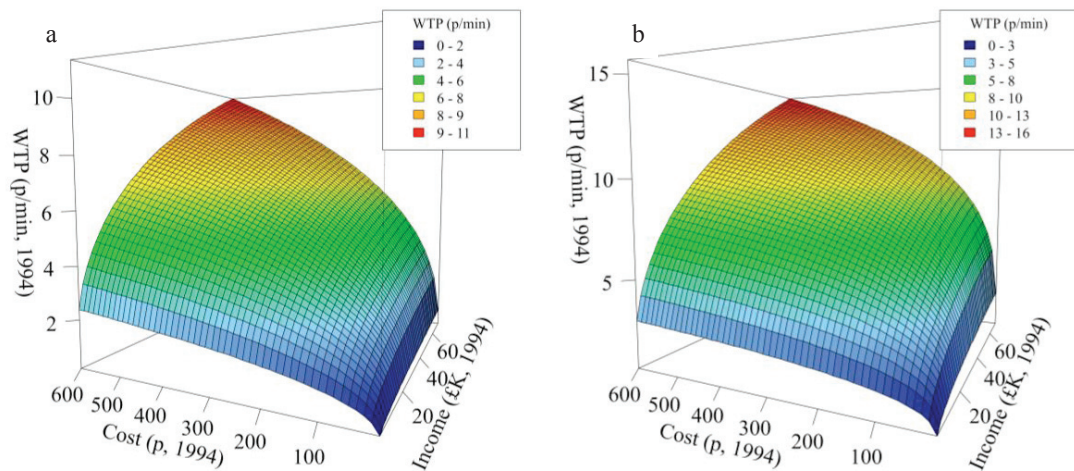 a
WTP (p/min)
0 - 2
2 - 4
4 - 6
6 - 8
8 - 9
9 - 11
10
8
6
4
2
WTP (p/min, 1994)
600
500
400
300
200
100
Cost (p, 1994)
20
40
60
Income (£K, 1994)
b
WTP (p/min)
0 - 3
3 - 5
5 - 8
8 - 10
10 - 13
13 - 16
15
10
5
WTP (p/min, 1994)
600
500
400
300
200
100
Cost (p, 1994)
20
40
60
Income (£K, 1994)